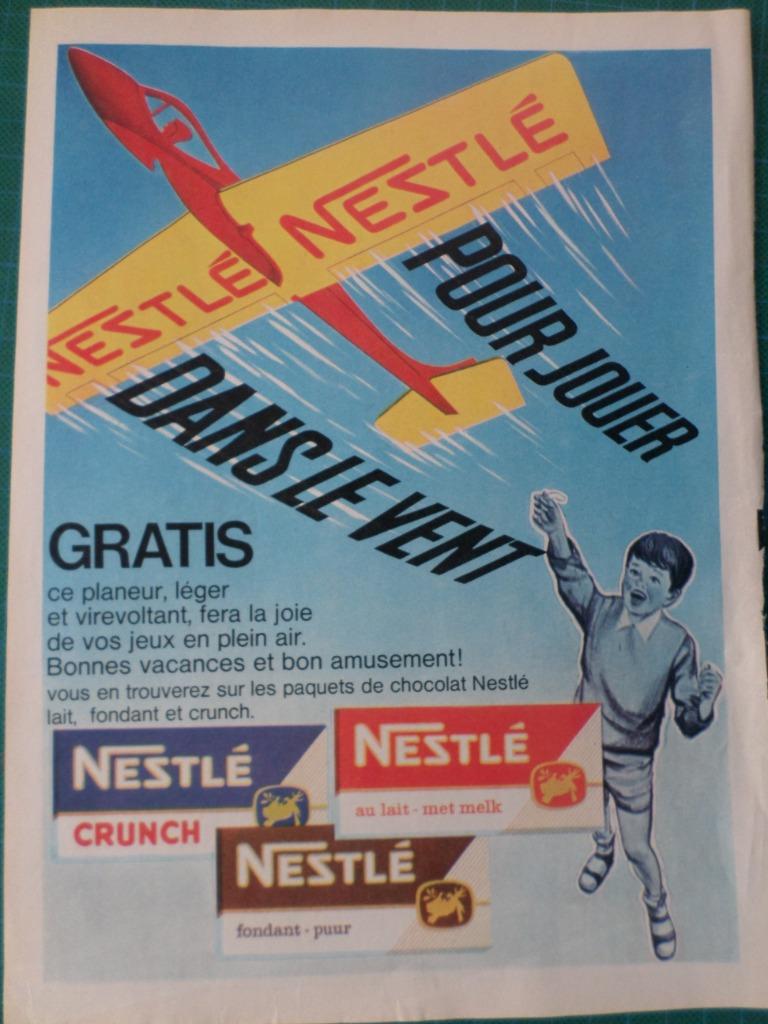 NESTLÉ
NESTLÉ
POUR JOUER
DANS LE VENT
GRATIS
ce planeur, léger
et virevoltant, fera la joie
de vos jeux en plein air.
Bonnes vacances et bon amusement!
vous en trouverez sur les paquets de chocolat Nestlé
lait, fondant et crunch.
NESTLÉ
CRUNCH
NESTLÉ
au lait - met melk
NESTLÉ
fondant - puur